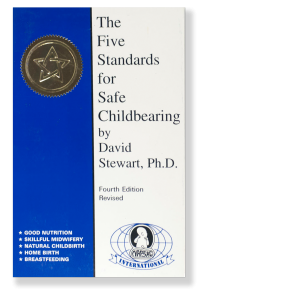 The
Five
Standards
for
Safe
Childbearing
by
David
Stewart, Ph.D.
Fourth Edition
Revised
★ GOOD NUTRITION
★ SKILLFUL MIDWIFERY
★ NATURAL CHILDBIRTH
★ HOME BIRTH
★ BREASTFEEDING
NAPSAC
INTERNATIONAL